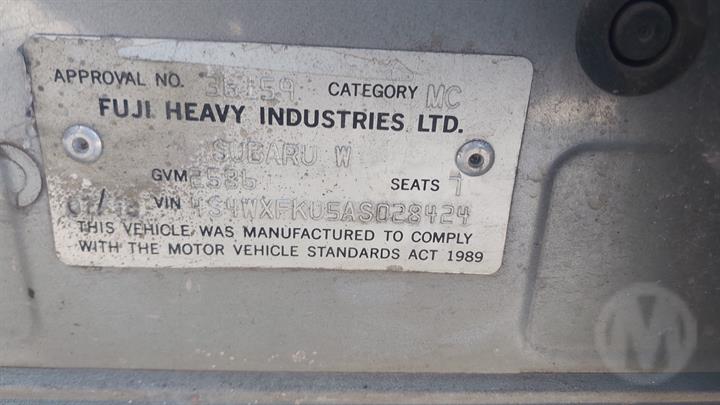 APPROVAL NO. 36159 CATEGORY MC
FUJI HEAVY INDUSTRIES LTD.
SUBARU W
GVM 2536 SEATS 7
VIN 4S4WXFKU5AS028424
THIS VEHICLE WAS MANUFACTURED TO COMPLY
WITH THE MOTOR VEHICLE STANDARDS ACT 1989
M